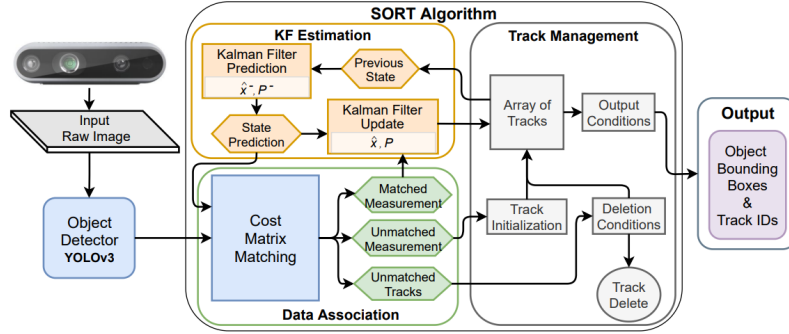 SORT Algorithm
KF Estimation
Kalman Filter
Prediction
x̂⁻, P⁻
Previous
State
State
Prediction
Kalman Filter
Update
x̂, P
Track Management
Array of
Tracks
Output
Conditions
Track
Initialization
Deletion
Conditions
Track
Delete
Input
Raw Image
Object
Detector
YOLOv3
Cost
Matrix
Matching
Matched
Measurement
Unmatched
Measurement
Unmatched
Tracks
Data Association
Output
Object
Bounding
Boxes
&
Track IDs